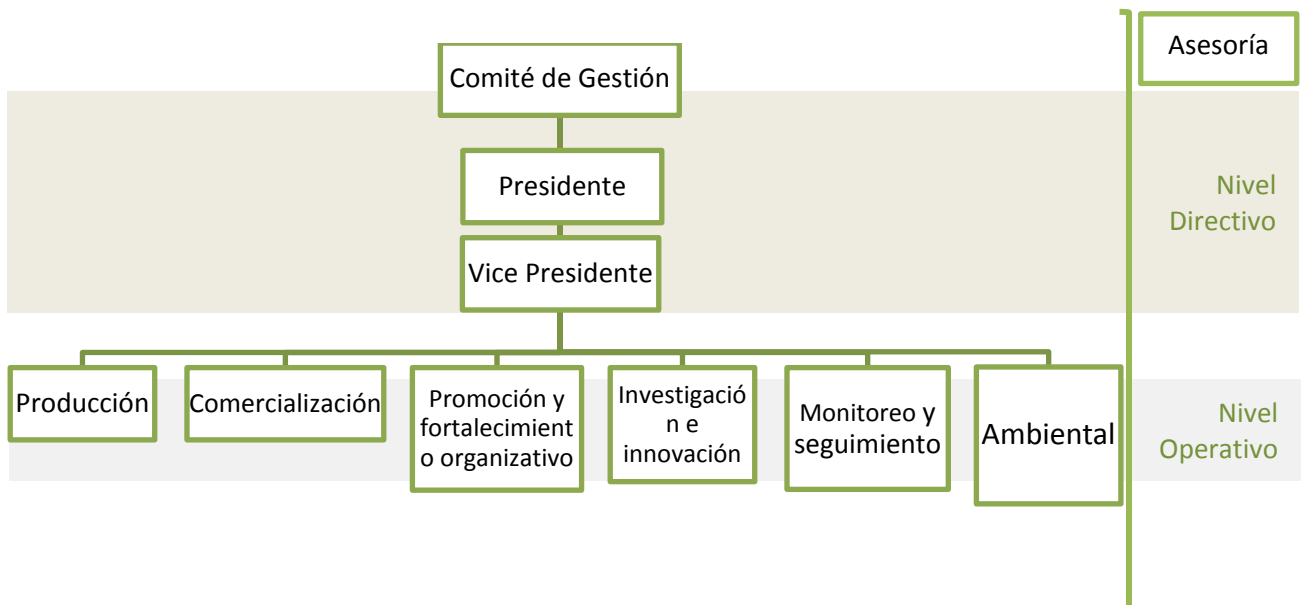 Asesoría
Comité de Gestión
Presidente
Nivel
Directivo
Vice Presidente
Producción
Comercialización
Promoción y
fortalecimient
o organizativo
Investigació
n e
innovación
Monitoreo y
seguimiento
Ambiental
Nivel
Operativo